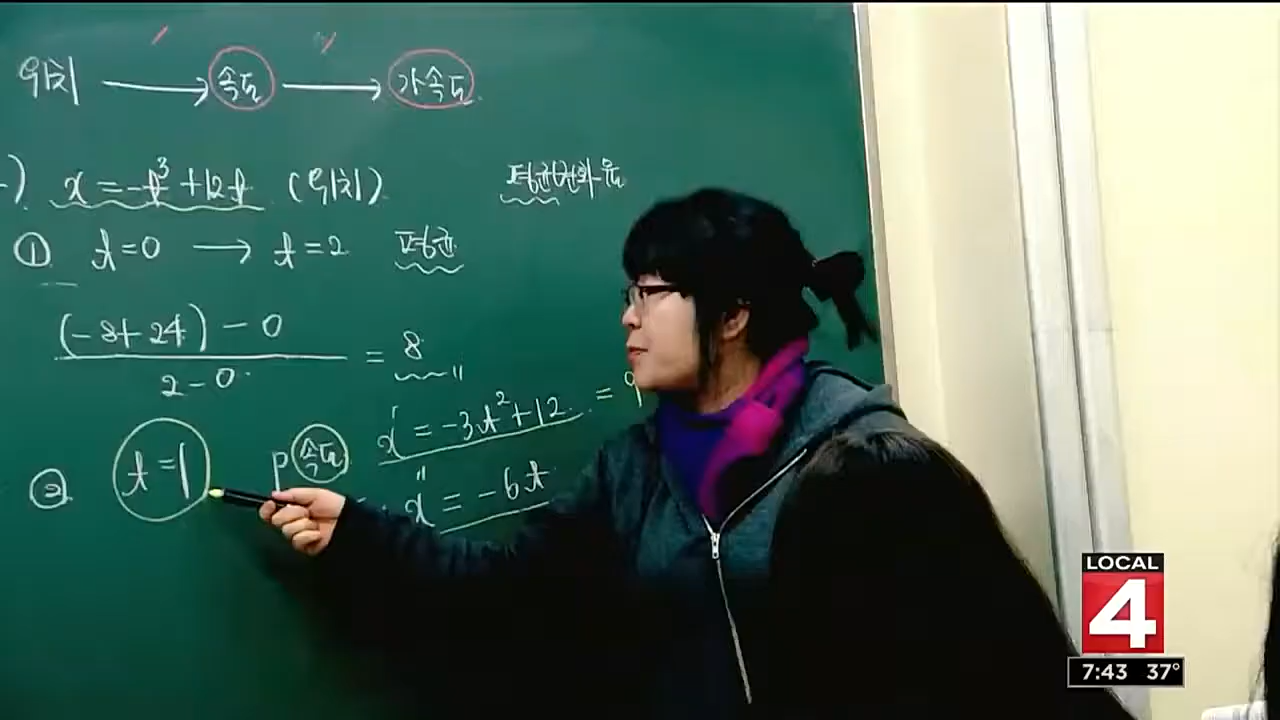 위치 → 속도 → 가속도
x = -t³ + 12t (위치)
평균변화율
① t=0 → t=2 평균
(-8+24) - 0
2 - 0
= 8
② t=1 P 속도 x' = -3t² + 12 = 9
x'' = -6t
LOCAL
4
7:43 37°